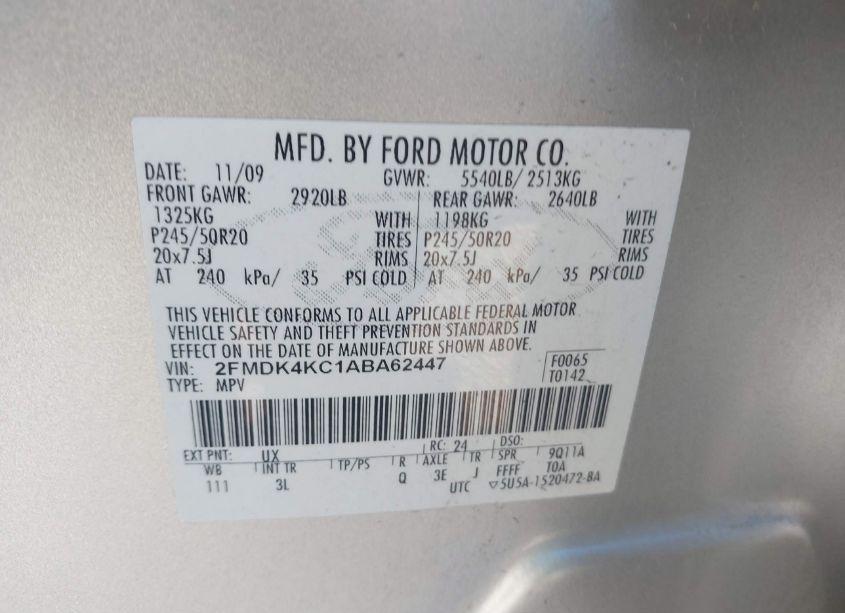 MFD. BY FORD MOTOR CO.
DATE: 11/09 GVWR: 5540LB/ 2513KG
FRONT GAWR: 2920LB REAR GAWR: 2640LB
1325KG WITH 1198KG WITH
P245/50R20 TIRES P245/50R20 TIRES
20x7.5J RIMS 20x7.5J RIMS
AT 240 kPa/ 35 PSI COLD AT 240 kPa/ 35 PSI COLD
THIS VEHICLE CONFORMS TO ALL APPLICABLE FEDERAL MOTOR
VEHICLE SAFETY AND THEFT PREVENTION STANDARDS IN
EFFECT ON THE DATE OF MANUFACTURE SHOWN ABOVE.
VIN: 2FMDK4KC1ABA62447 F0065
TYPE: MPV T0142
EXT PNT: UX RC: 24 DSO:
WB INT TR TP/PS R AXLE TR SPR 9Q11A
111 3L Q 3E J FFFF TOA
UTC ▽5U5A-1520472-BA